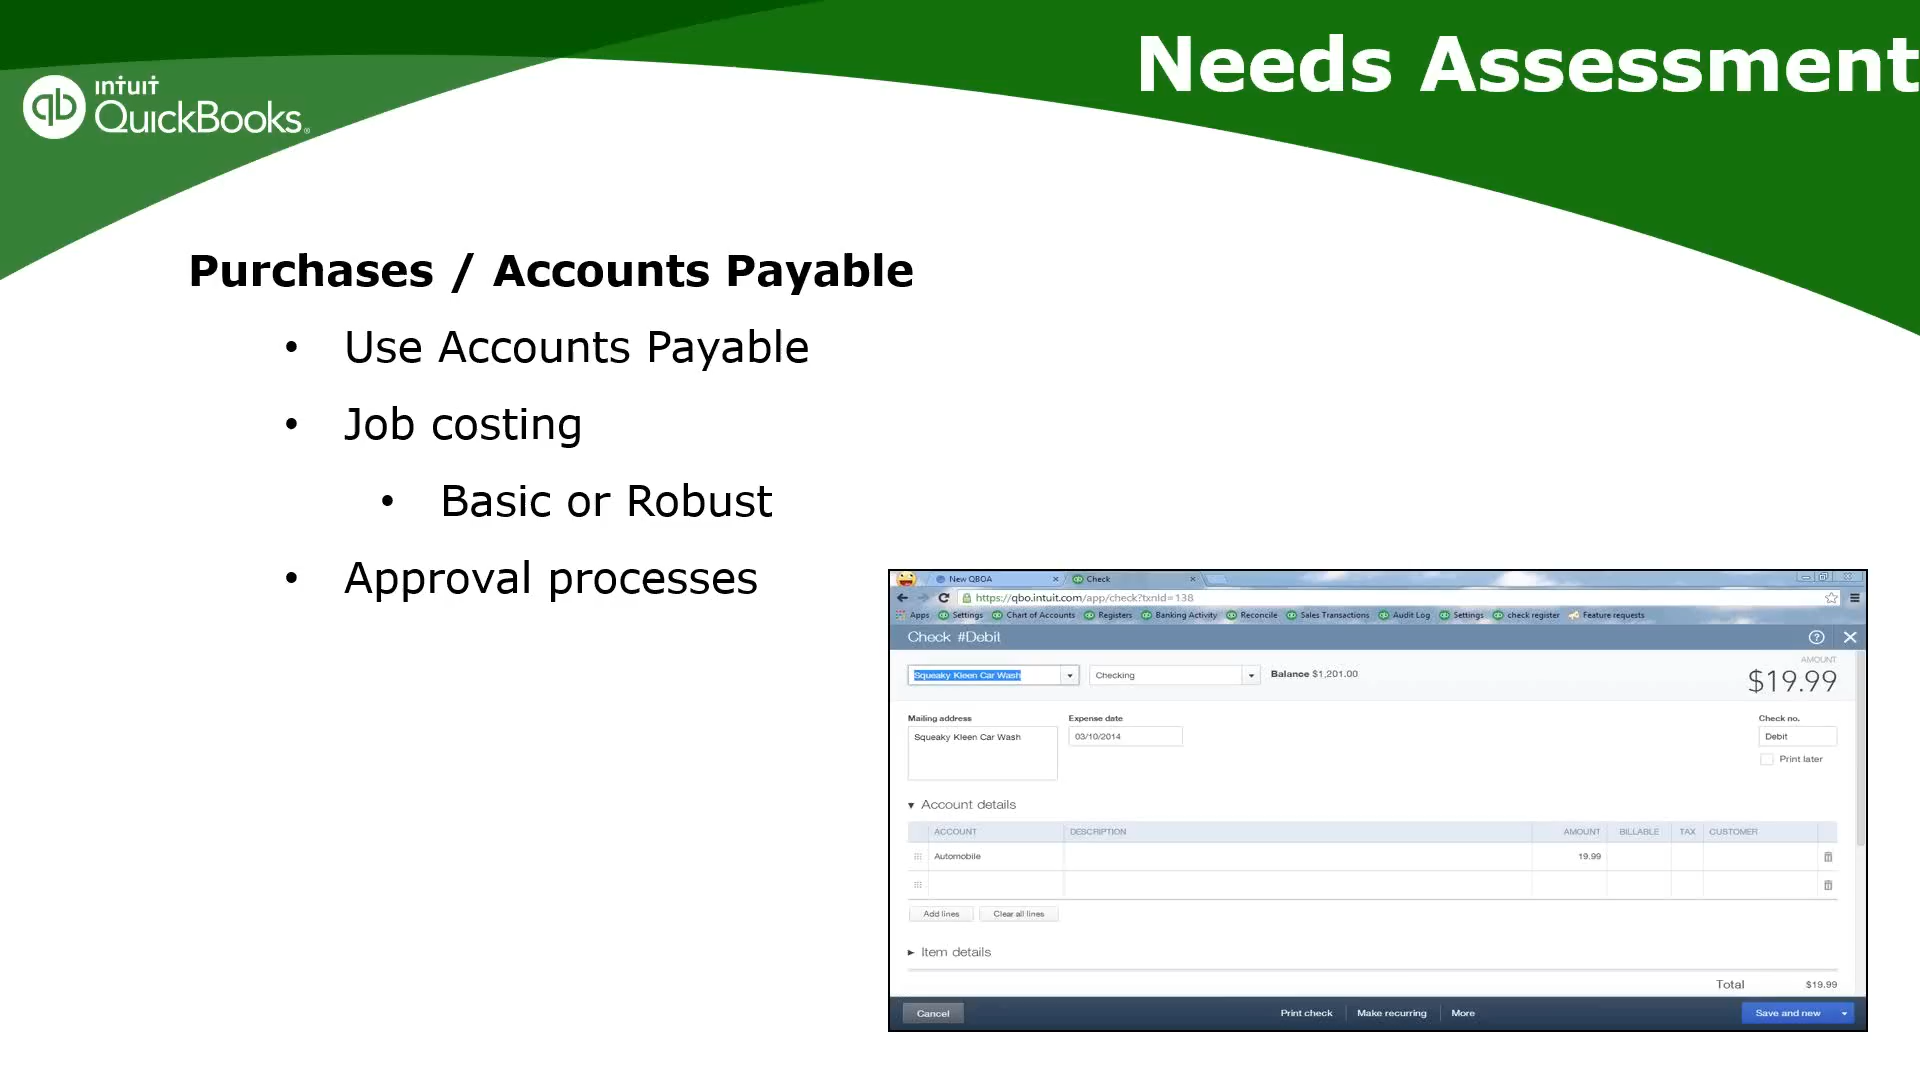 Needs Assessment
intuit
QuickBooks®
Purchases / Accounts Payable
• Use Accounts Payable
• Job costing
• Basic or Robust
• Approval processes
New QBOA Check
https://qbo.intuit.com/app/check?txnId=138
Apps Settings Chart of Accounts Registers Banking Activity Reconcile Sales Transactions Audit Log Settings check register Feature requests
Check #Debit
AMOUNT
Squeaky Kleen Car Wash Checking Balance $1,201.00 $19.99
Mailing address Expense date Check no.
Squeaky Kleen Car Wash 03/10/2014 Debit
Print later
Account details
ACCOUNT DESCRIPTION AMOUNT BILLABLE TAX CUSTOMER
Automobile 19.99
Add lines Clear all lines
Item details
Total $19.99
Cancel Print check Make recurring More Save and new